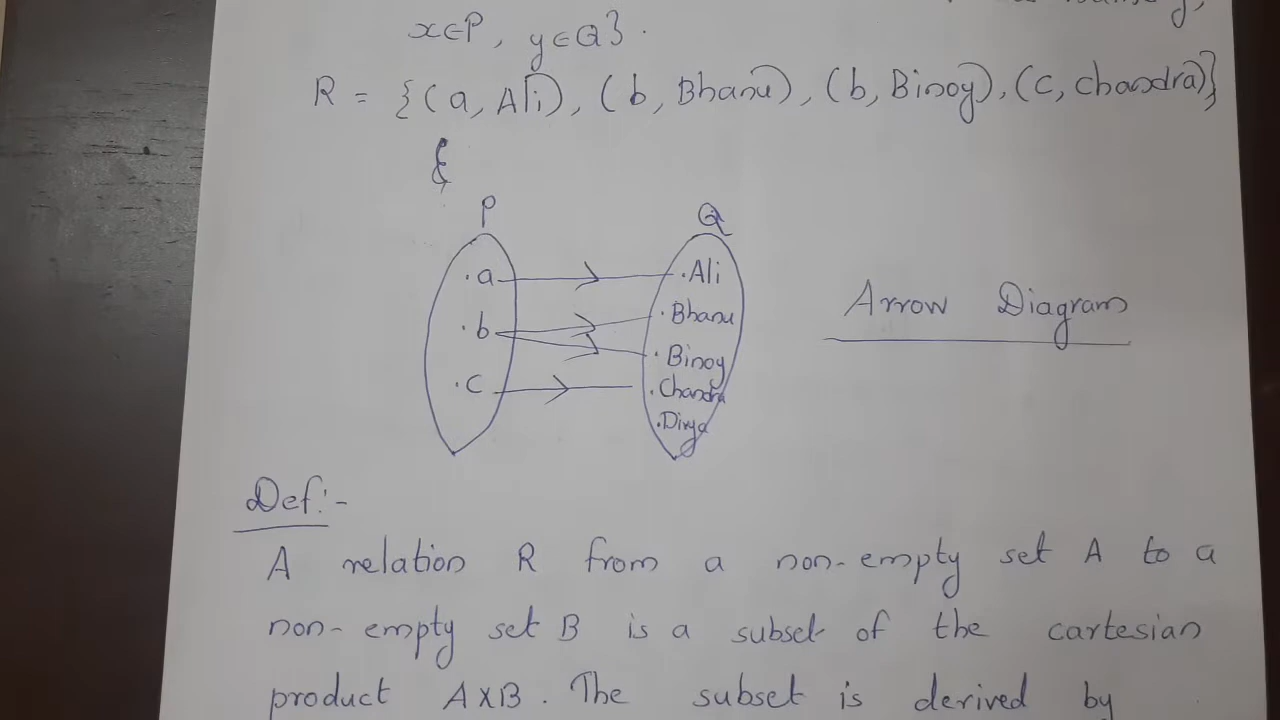 x∈P, y∈Q}.
R = {(a, Ali), (b, Bhanu), (b, Binoy), (c, Chandra)}
{
P Q
.a .Ali
.b .Bhanu
.Binoy
.c .Chandra
.Divya
Arrow Diagram
Def:-
A relation R from a non-empty set A to a
non-empty set B is a subset of the cartesian
product A×B. The subset is derived by